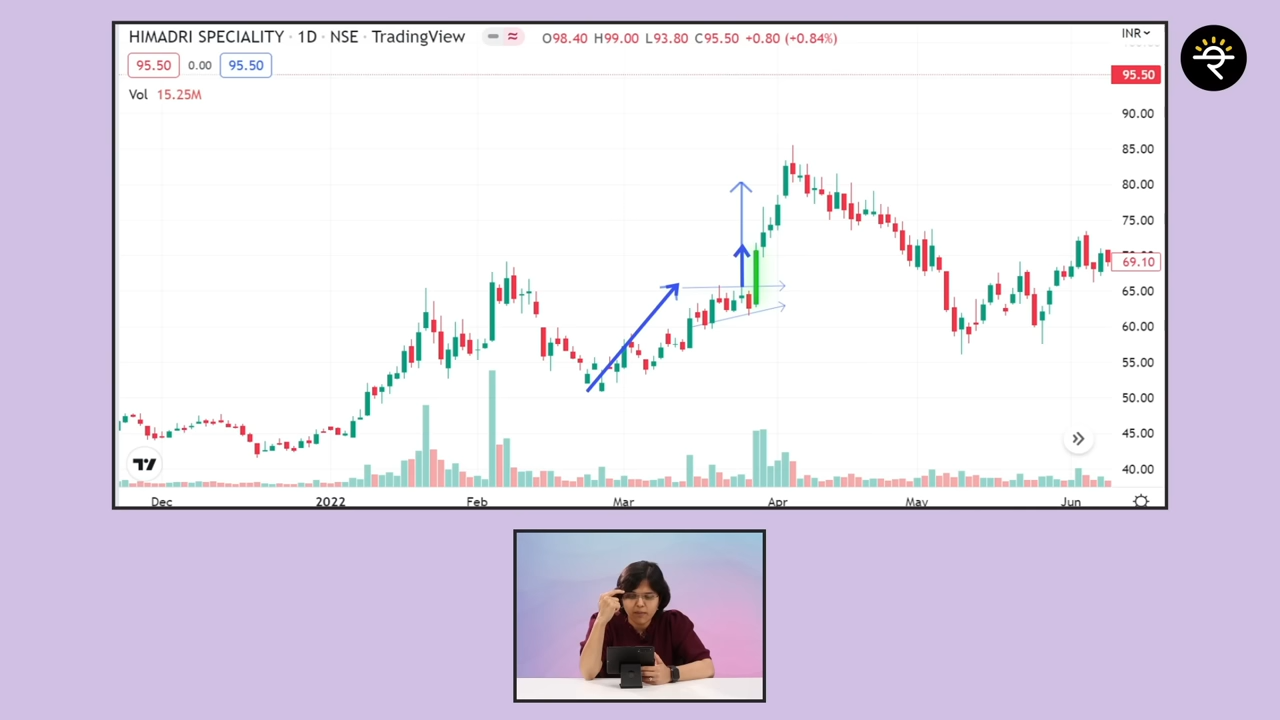 HIMADRI SPECIALITY · 1D · NSE · TradingView
O98.40 H99.00 L93.80 C95.50 +0.80 (+0.84%)
INR
95.50 0.00 95.50
95.50
Vol 15.25M
90.00
85.00
80.00
75.00
69.10
65.00
60.00
55.00
50.00
45.00
40.00
Dec 2022 Feb Mar Apr May Jun